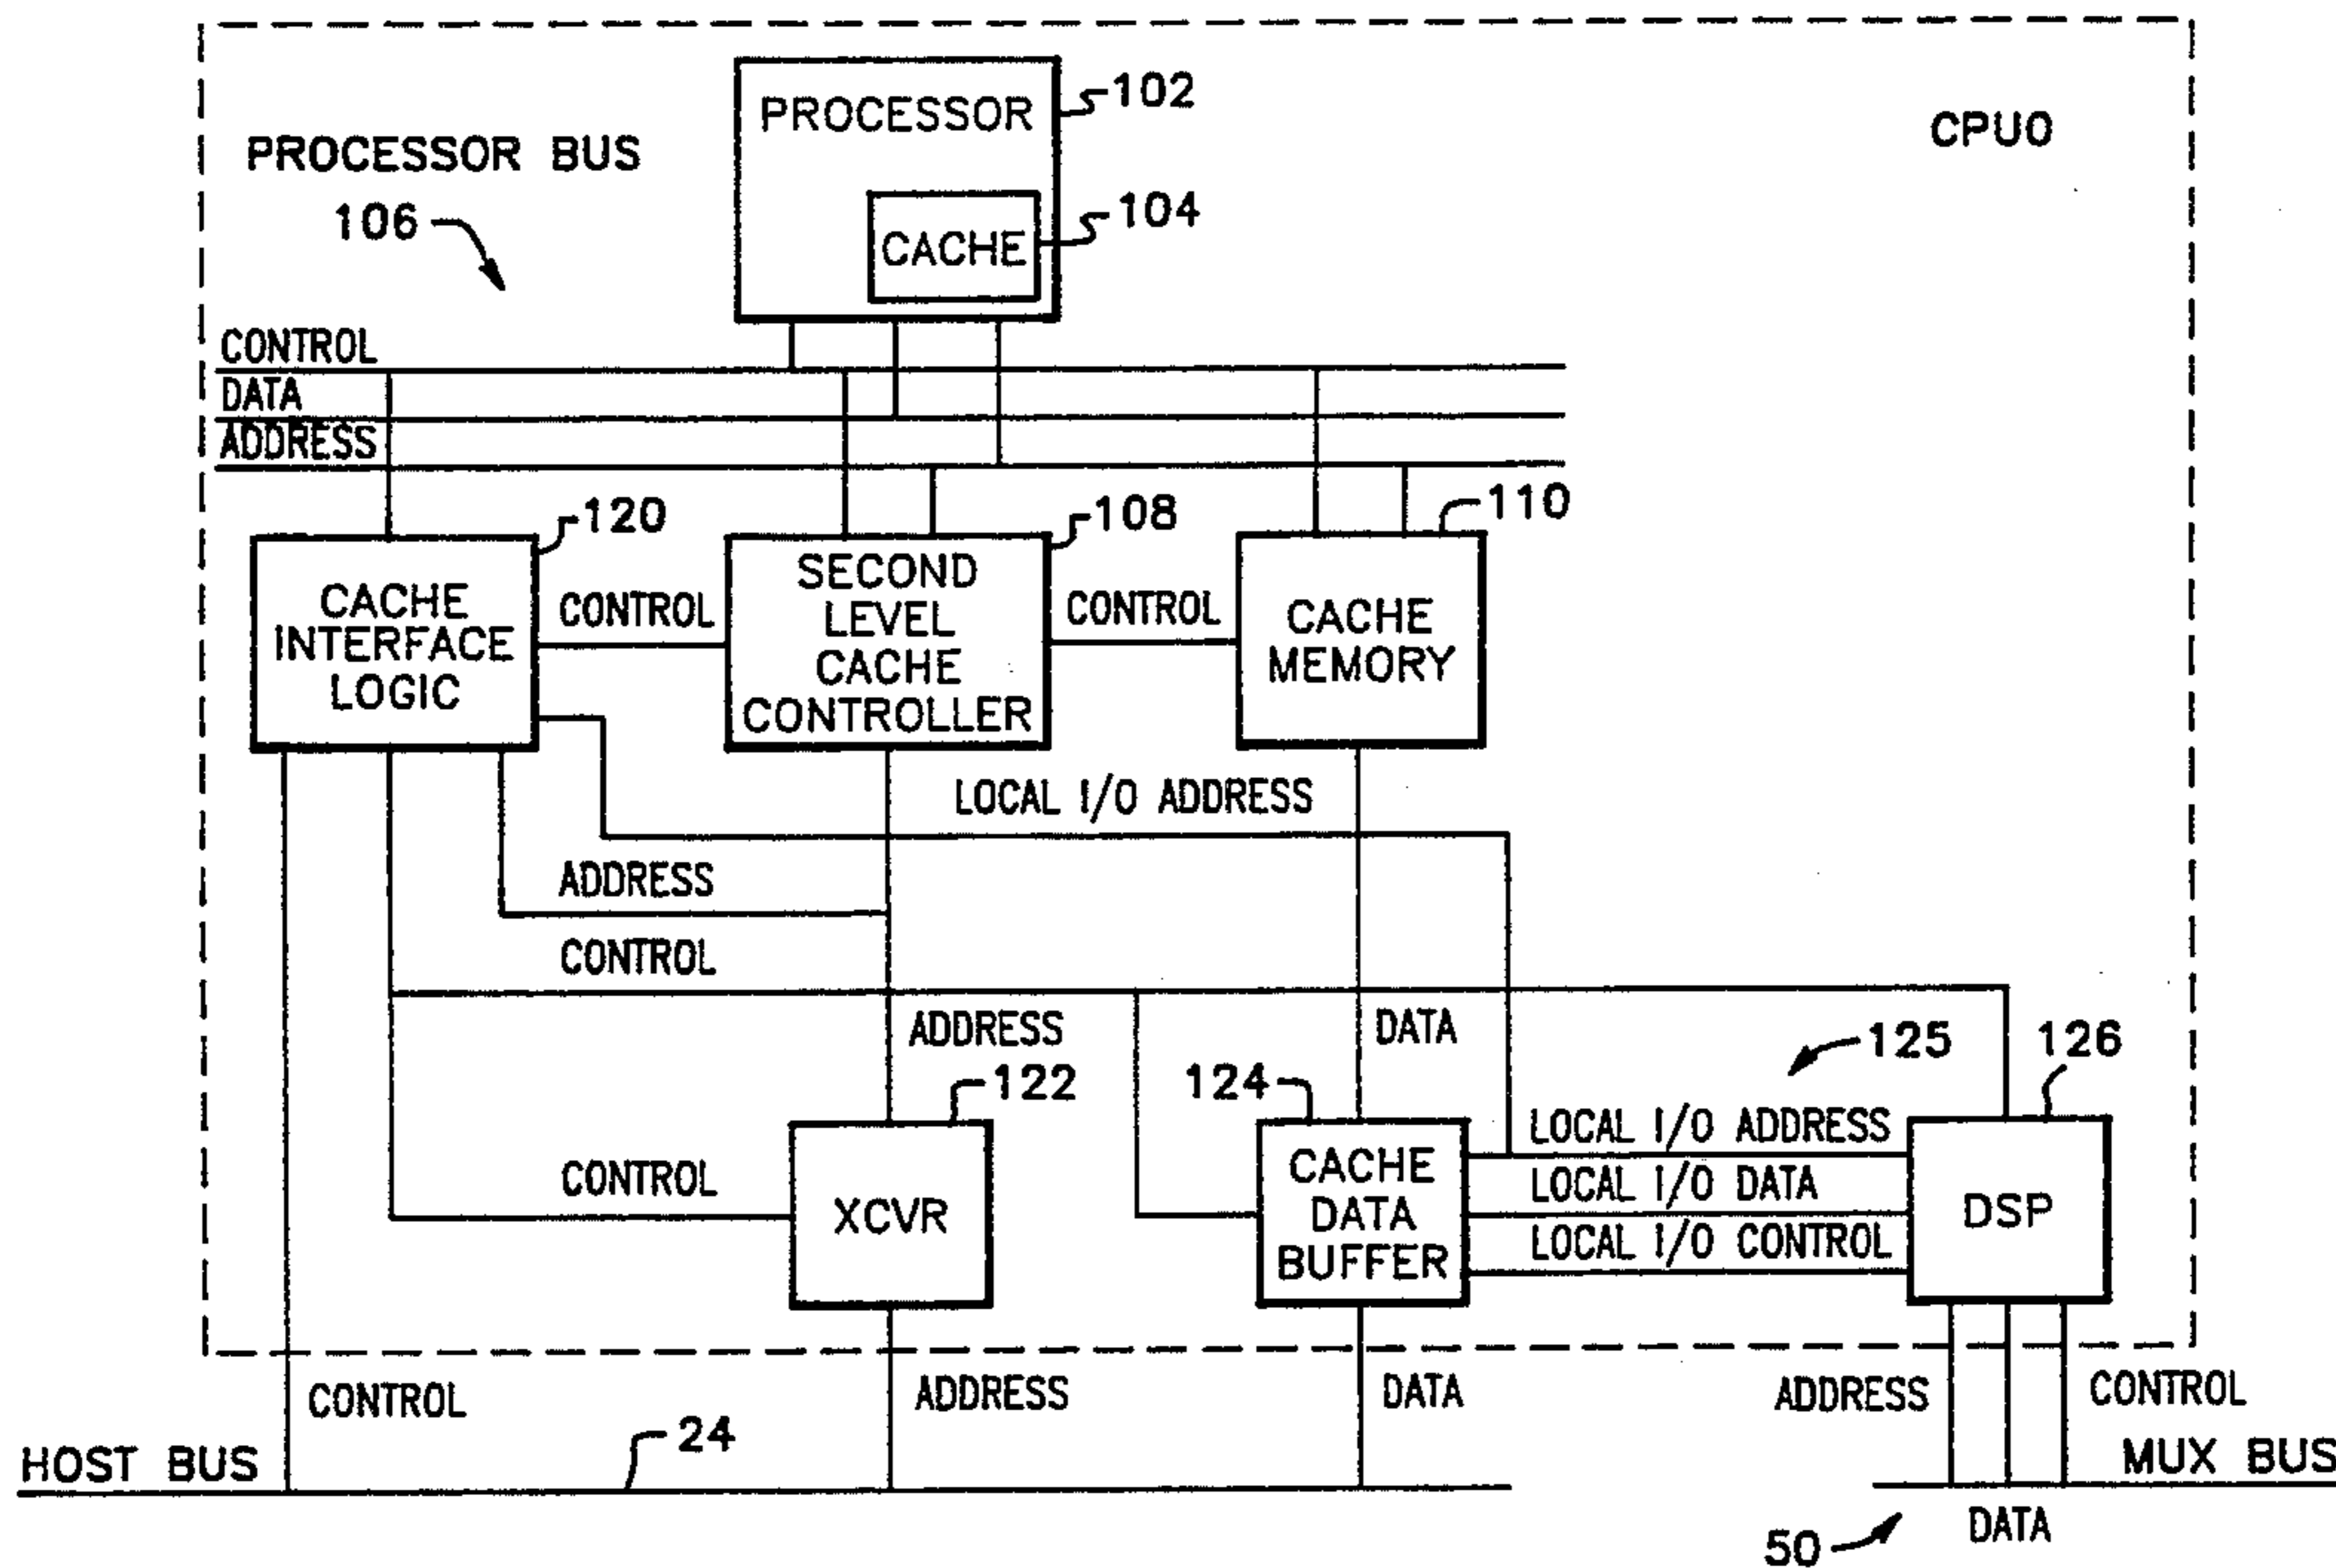 PROCESSOR
102
CPU0
PROCESSOR BUS
106
CACHE
104
CONTROL
DATA
ADDRESS
120
108
110
CACHE
INTERFACE
LOGIC
CONTROL
SECOND
LEVEL
CACHE
CONTROLLER
CONTROL
CACHE
MEMORY
LOCAL I/O ADDRESS
ADDRESS
CONTROL
ADDRESS
DATA
125
126
122
124
CONTROL
XCVR
CACHE
DATA
BUFFER
LOCAL I/O ADDRESS
LOCAL I/O DATA
LOCAL I/O CONTROL
DSP
CONTROL
ADDRESS
DATA
ADDRESS
CONTROL
HOST BUS
24
MUX BUS
50
DATA